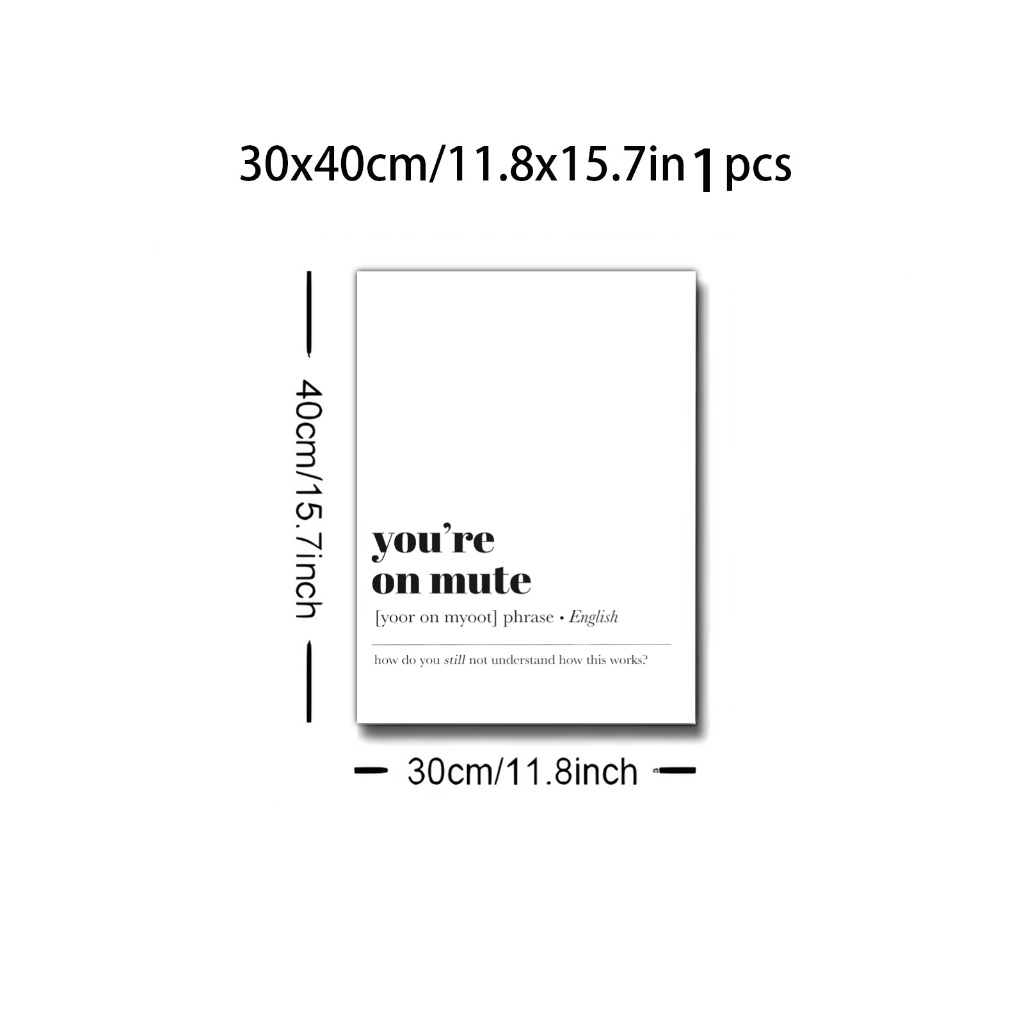 30x40cm/11.8x15.7in 1 pcs
40cm/15.7inch
you’re
on mute
[yoor on myoot] phrase • English
how do you still not understand how this works?
30cm/11.8inch